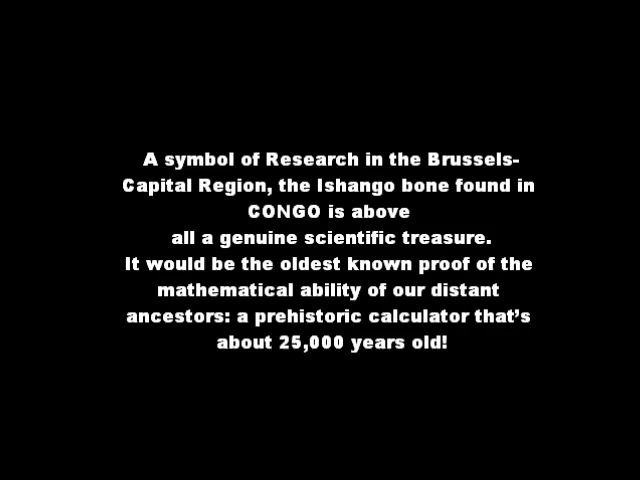 A symbol of Research in the Brussels-
Capital Region, the Ishango bone found in
CONGO is above
all a genuine scientific treasure.
It would be the oldest known proof of the
mathematical ability of our distant
ancestors: a prehistoric calculator that’s
about 25,000 years old!